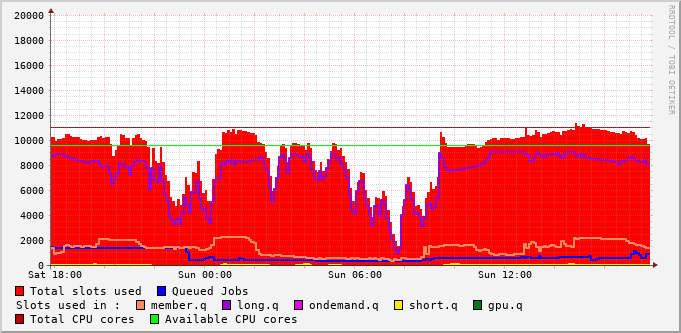 20000
18000
16000
14000
12000
10000
8000
6000
4000
2000
0
Sat 18:00 Sun 00:00 Sun 06:00 Sun 12:00
Total slots used Queued Jobs
Slots used in : member.q long.q ondemand.q short.q gpu.q
Total CPU cores Available CPU cores
RRDTOOL / TOBI OETIKER